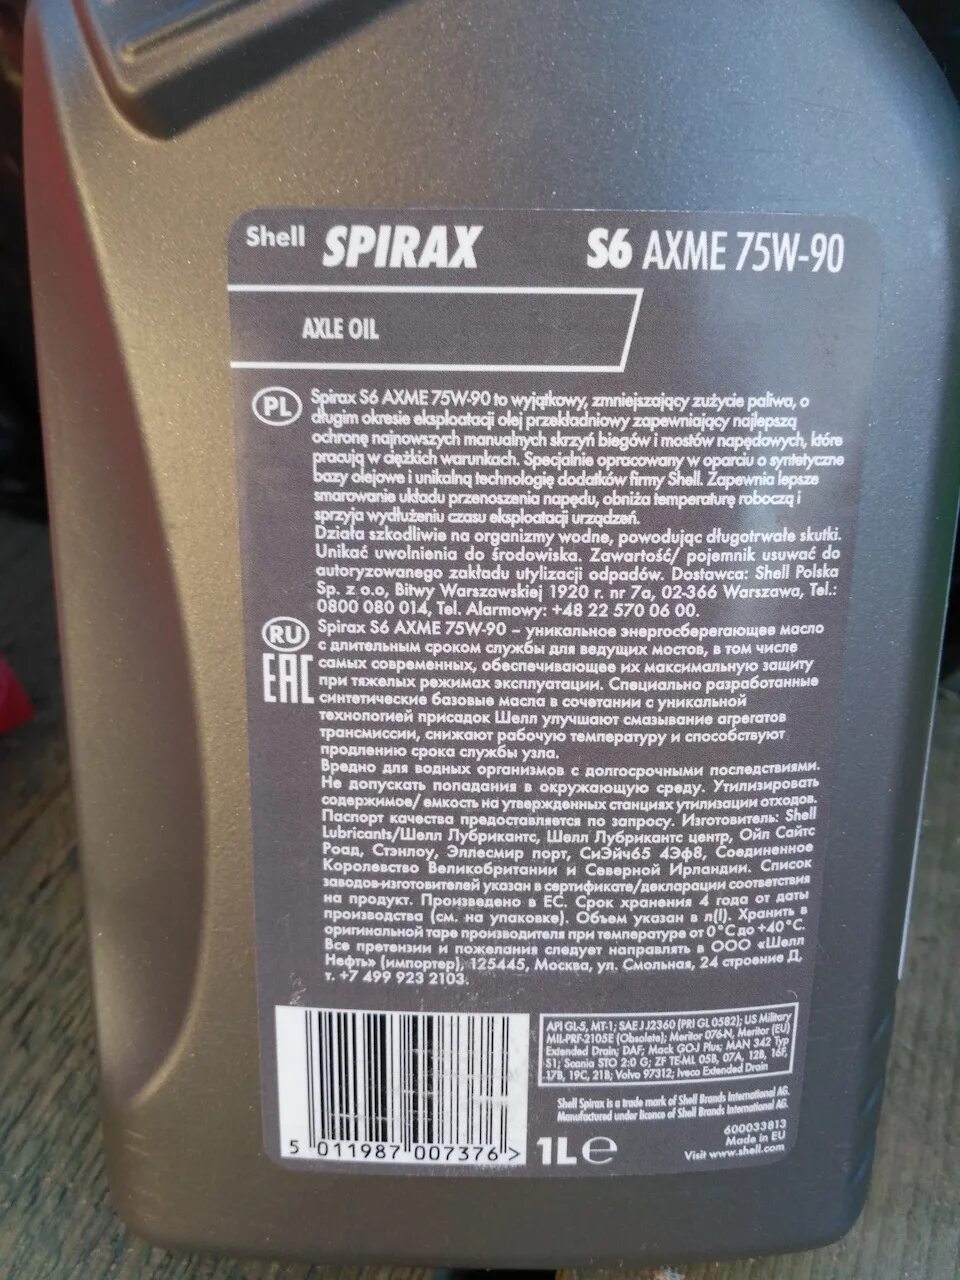 Shell SPIRAX S6 AXME 75W-90
AXLE OIL
PL
Spirax S6 AXME 75W-90 to wyjątkowy, zmniejszający zużycie paliwa, o
długim okresie eksploatacji olej przekładniowy zapewniający najlepszą
ochronę najnowszych manualnych skrzyń biegów i mostów napędowych, które
pracują w ciężkich warunkach. Specjalnie opracowany w oparciu o syntetyczne
bazy olejowe i unikalną technologię dodatków firmy Shell. Zapewnia lepsze
smarowanie układu przenoszenia napędu, obniża temperaturę roboczą i
sprzyja wydłużeniu czasu eksploatacji urządzeń.
Działa szkodliwie na organizmy wodne, powodując długotrwałe skutki.
Unikać uwolnienia do środowiska. Zawartość/ pojemnik usuwać do
autoryzowanego zakładu utylizacji odpadów. Dostawca: Shell Polska
Sp. z o.o, Bitwy Warszawskiej 1920 r. nr 7a, 02-366 Warszawa, Tel.:
0800 080 014, Tel. Alarmowy: +48 22 570 06 00.
RU
EAC
Spirax S6 AXME 75W-90 – уникальное энергосберегающее масло
с длительным сроком службы для ведущих мостов, в том числе
самых современных, обеспечивающее их максимальную защиту
при тяжелых режимах эксплуатации. Специально разработанные
синтетические базовые масла в сочетании с уникальной
технологией присадок Шелл улучшают смазывание агрегатов
трансмиссии, снижают рабочую температуру и способствуют
продлению срока службы узла.
Вредно для водных организмов с долгосрочными последствиями.
Не допускать попадания в окружающую среду. Утилизировать
содержимое/ емкость на утвержденных станциях утилизации отходов.
Паспорт качества предоставляется по запросу. Изготовитель: Shell
Lubricants/Шелл Лубрикантс, Шелл Лубрикантс центр, Ойл Сайтс
Роад, Стэнлоу, Эллесмир порт, СиЭйч65 4Эф8, Соединенное
Королевство Великобритании и Северной Ирландии. Список
заводов-изготовителей указан в сертификате/декларации соответствия
на продукт. Произведено в ЕС. Срок хранения 4 года от даты
производства (см. на упаковке). Объем указан в л(l). Хранить в
оригинальной таре производителя при температуре от 0°C до +40°C.
Все претензии и пожелания следует направлять в ООО «Шелл
Нефть» (импортер), 125445, Москва, ул. Смольная, 24 строение Д,
т. +7 499 923 2103.
API GL-5, MT-1; SAE J J2360 (PRI GL 0582); US Military
MIL-PRF-2105E (Obsolete); Meritor 076-N, Meritor (EU)
Extended Drain; DAF; Mack GO-J Plus; MAN 342 Typ
S1; Scania STO 2:0 G; ZF TE-ML 05B, 07A, 12B, 16F,
17B, 19C, 21B; Volvo 97312; Iveco Extended Drain
Shell Spirax is a trade mark of Shell Brands International AG.
Manufactured under licence of Shell Brands International AG.
600033813
Made in EU
Visit www.shell.com
5 011987 007376 >
1L ℮